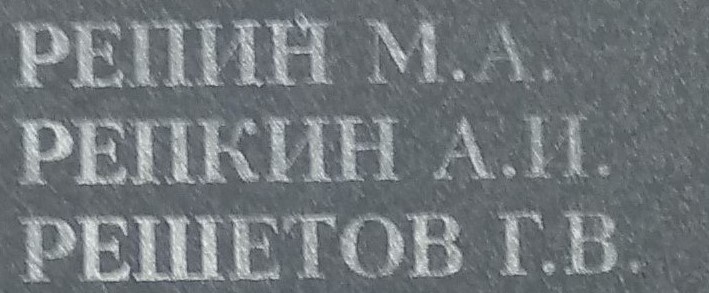 РЕПИН М.А.
РЕПКИН А.И.
РЕШЕТОВ Г.В.